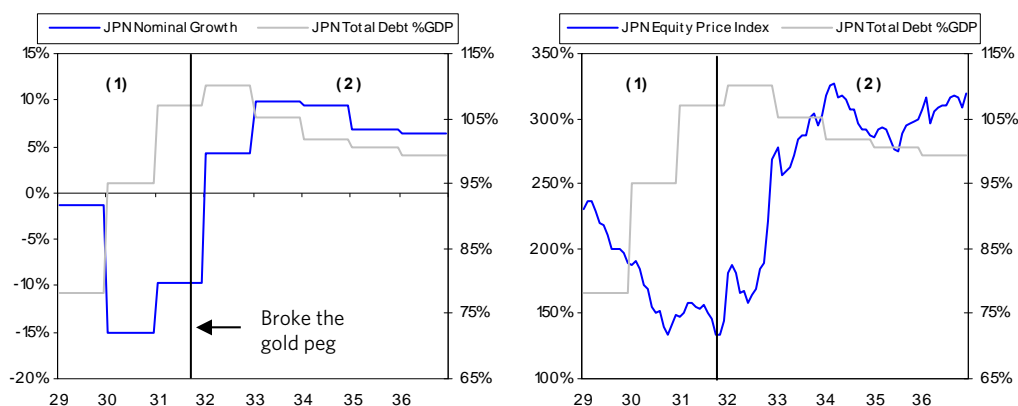 JPN Nominal Growth JPN Total Debt %GDP
15% 115%
(1) (2)
10% 105%
5%
0% 95%
-5% 85%
-10% 75%
-15%
-20% 65%
Broke the
gold peg
29 30 31 32 33 34 35 36
JPN Equity Price Index JPN Total Debt %GDP
350% 115%
(1) (2)
300% 105%
250% 95%
200% 85%
150% 75%
100% 65%
29 30 31 32 33 34 35 36